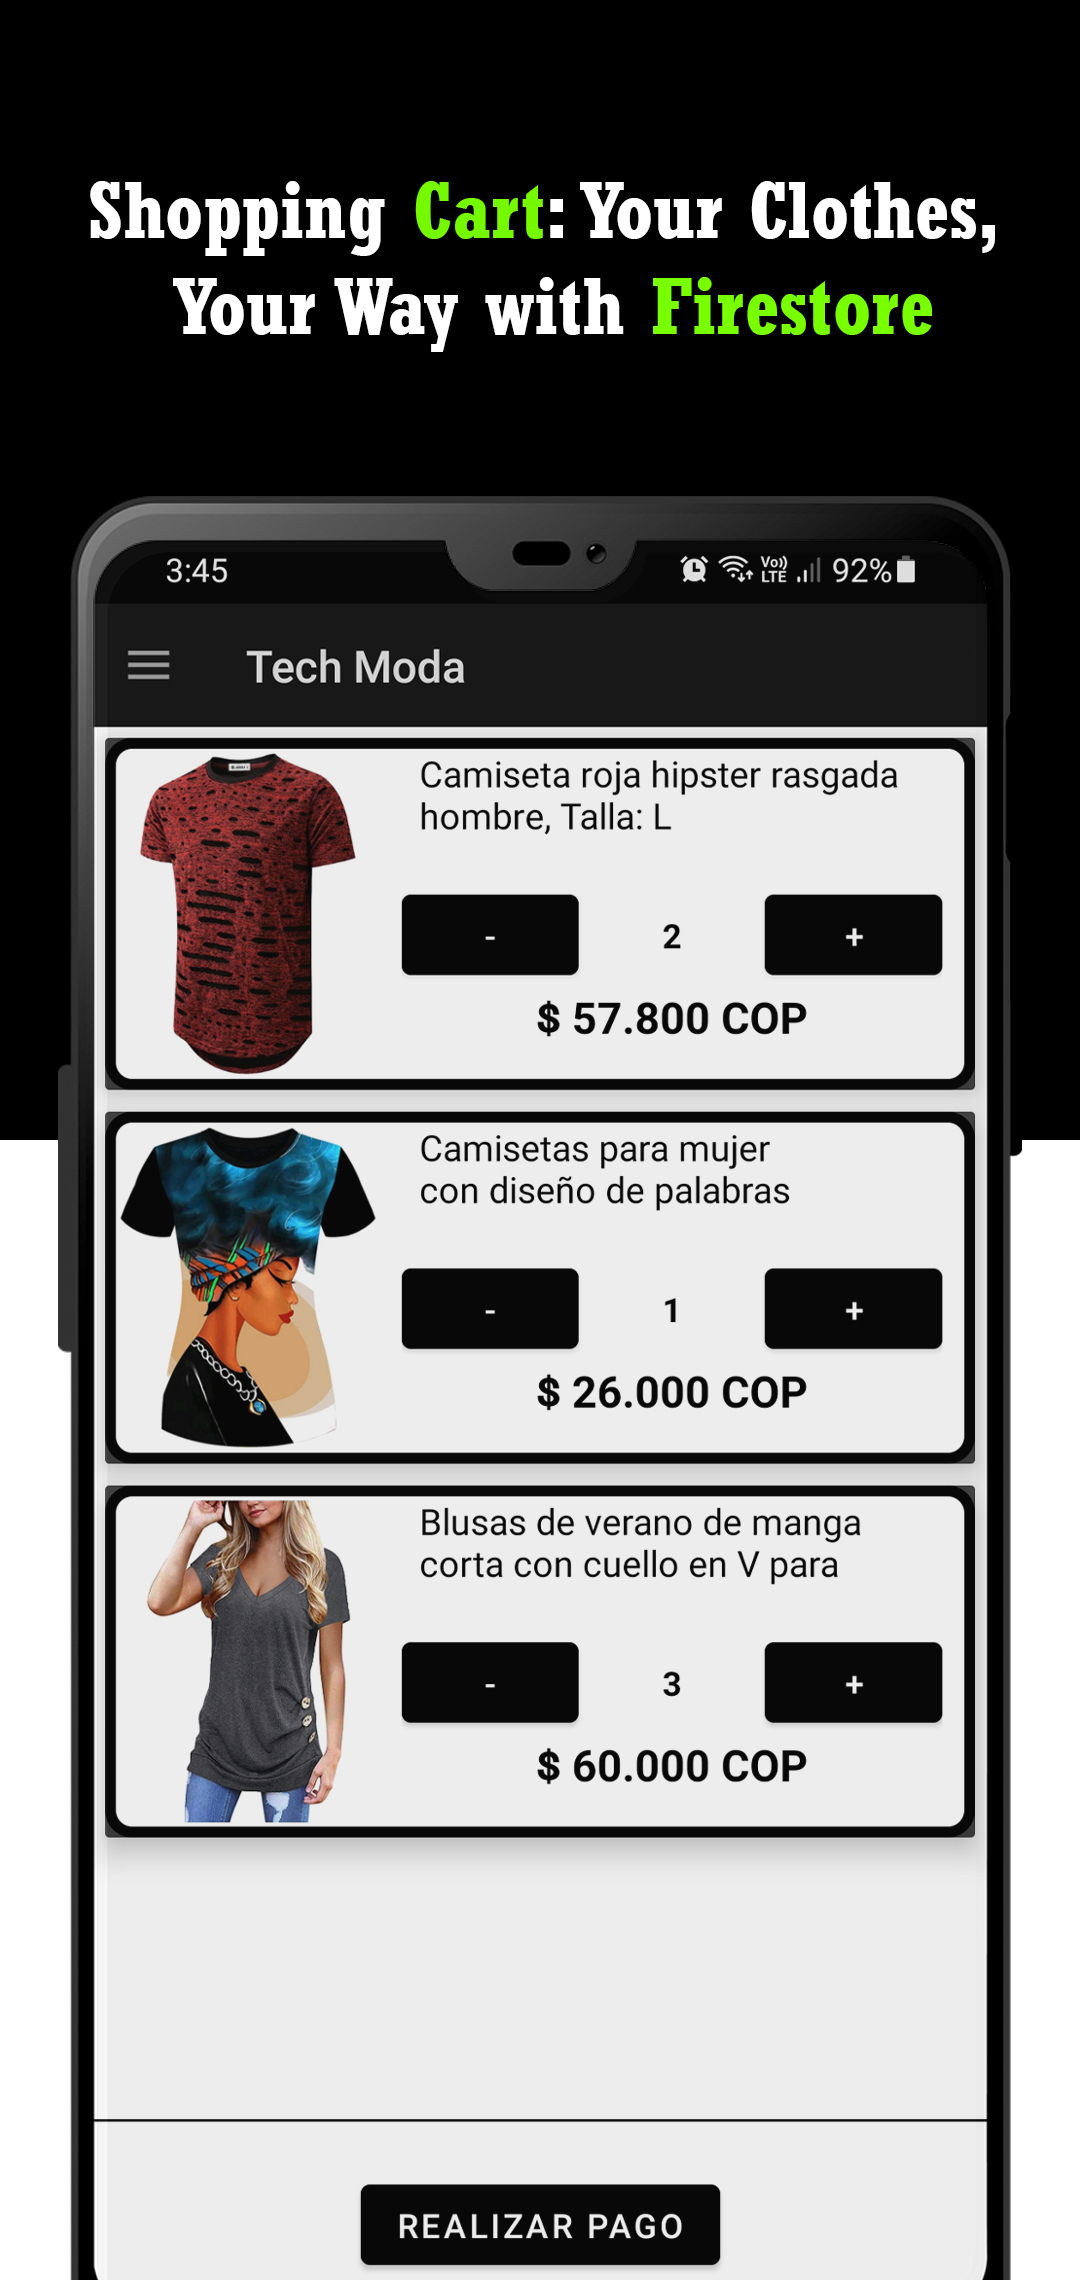 Shopping Cart: Your Clothes,
Your Way with Firestore
3:45
Vo))
LTE
92%
Tech Moda
Camiseta roja hipster rasgada
hombre, Talla: L
- 2 +
$ 57.800 COP
Camisetas para mujer
con diseño de palabras
- 1 +
$ 26.000 COP
Blusas de verano de manga
corta con cuello en V para
- 3 +
$ 60.000 COP
REALIZAR PAGO